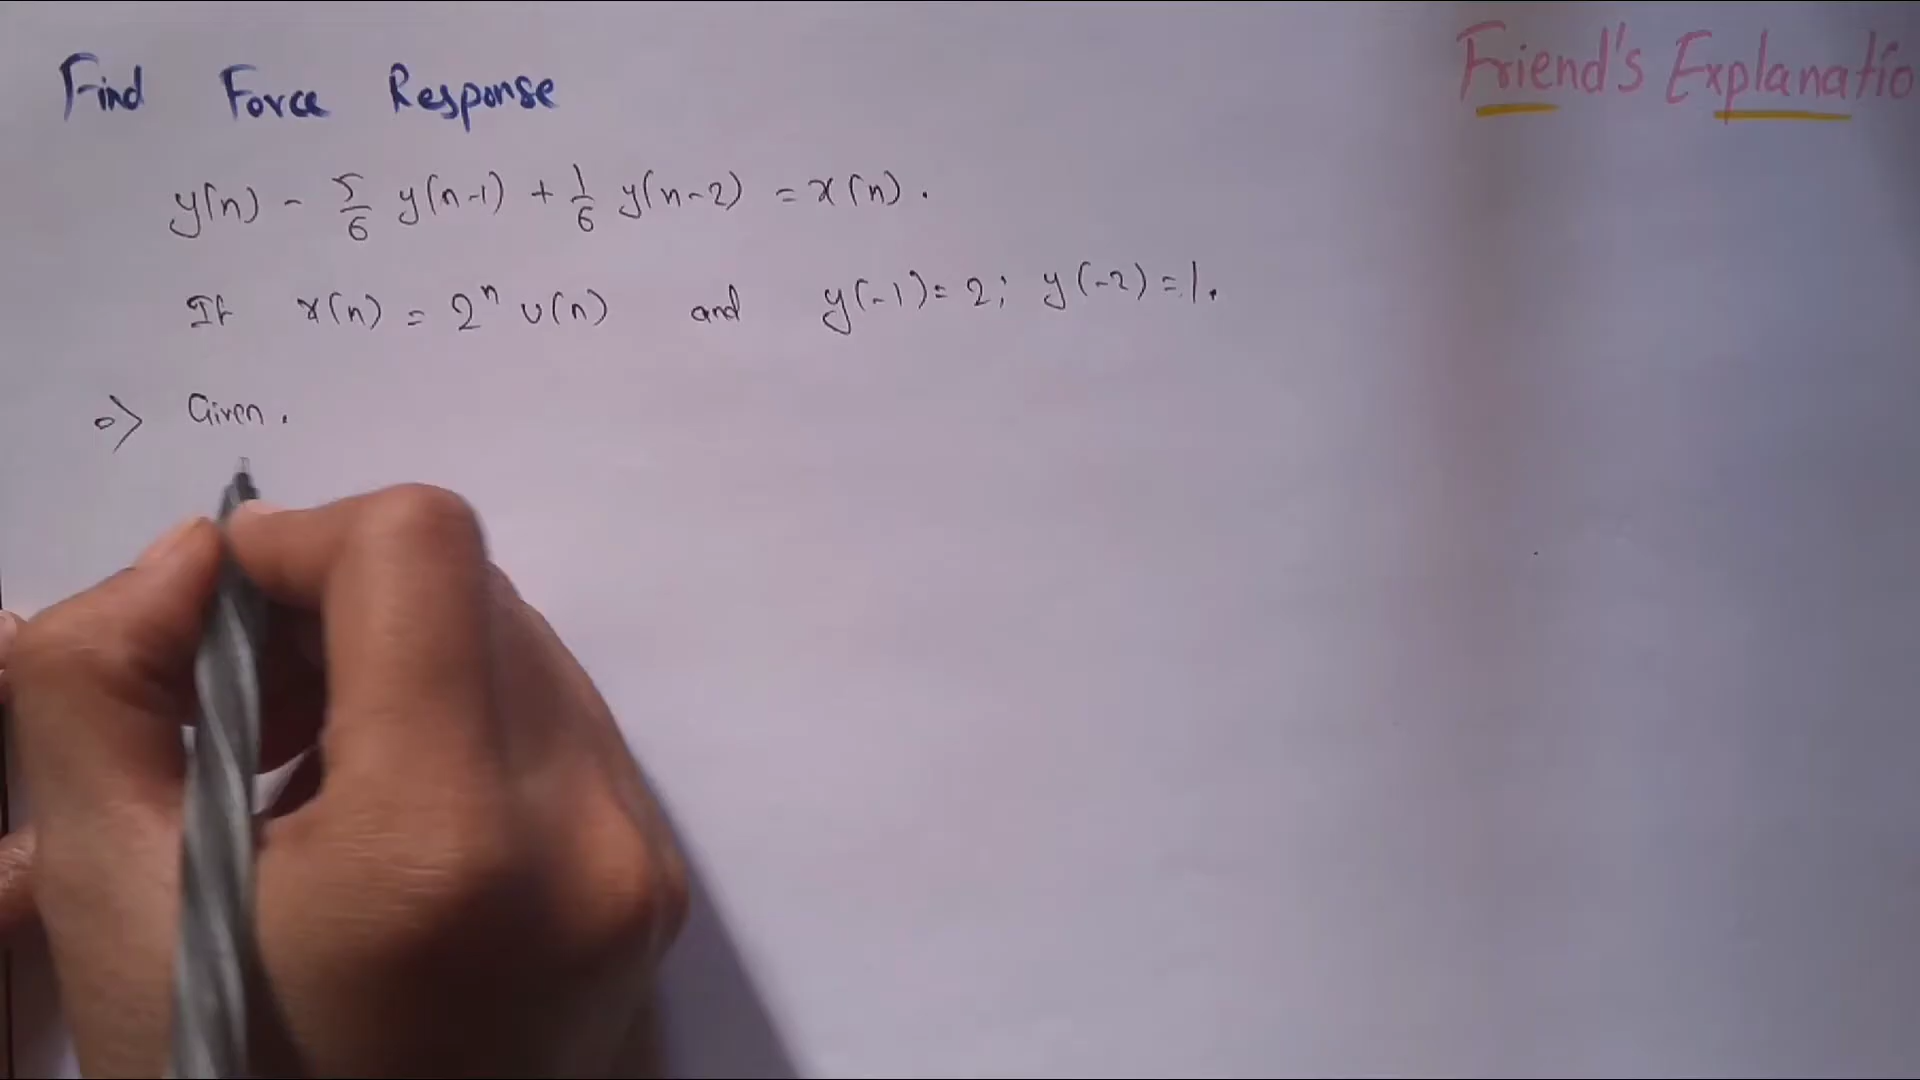 Find Force Response
Friend's Explanatio
y(n) - 5/6 y(n-1) + 1/6 y(n-2) = x(n).
If x(n) = 2ⁿ u(n) and y(-1) = 2; y(-2) = 1.
⇒ Given.